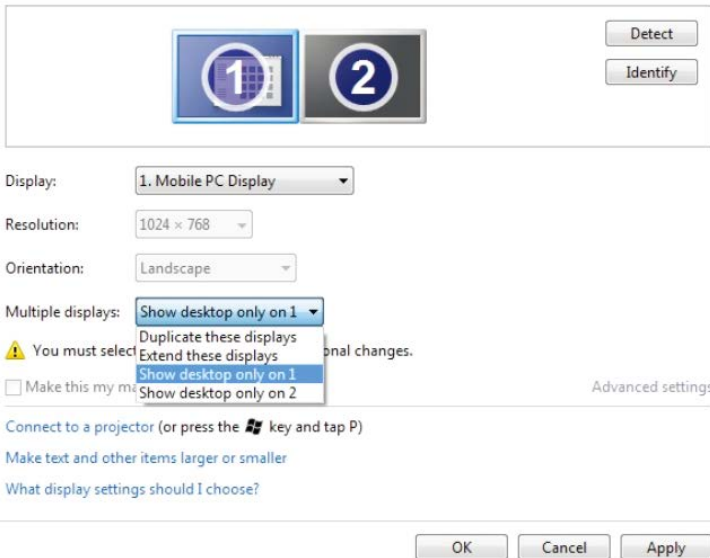 1 2
Detect
Identify
Display: 1. Mobile PC Display
Resolution: 1024 × 768
Orientation: Landscape
Multiple displays: Show desktop only on 1
Duplicate these displays
You must select onal changes.
Extend these displays
Show desktop only on 1
Make this my ma Advanced settings
Show desktop only on 2
Connect to a projector (or press the key and tap P)
Make text and other items larger or smaller
What display settings should I choose?
OK Cancel Apply